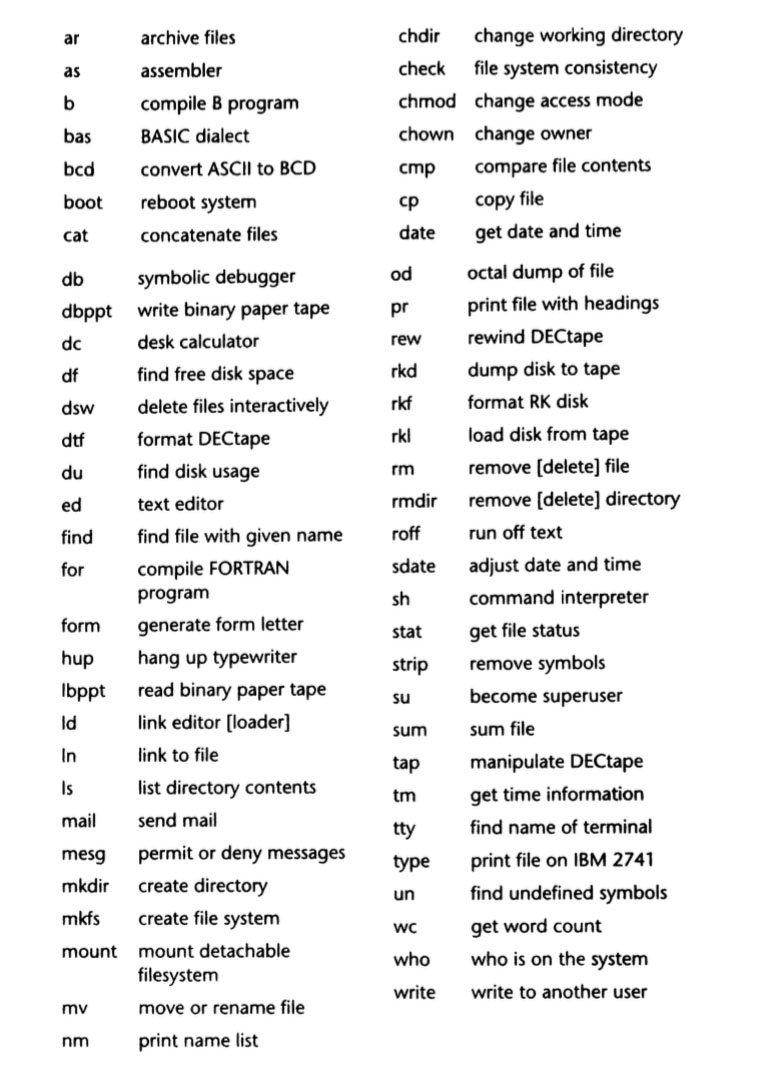 ar archive files
as assembler
b compile B program
bas BASIC dialect
bcd convert ASCII to BCD
boot reboot system
cat concatenate files
chdir change working directory
check file system consistency
chmod change access mode
chown change owner
cmp compare file contents
cp copy file
date get date and time
db symbolic debugger
dbppt write binary paper tape
dc desk calculator
df find free disk space
dsw delete files interactively
dtf format DECtape
du find disk usage
ed text editor
find find file with given name
for compile FORTRAN
program
form generate form letter
hup hang up typewriter
lbppt read binary paper tape
ld link editor [loader]
ln link to file
ls list directory contents
mail send mail
mesg permit or deny messages
mkdir create directory
mkfs create file system
mount mount detachable
filesystem
mv move or rename file
nm print name list
od octal dump of file
pr print file with headings
rew rewind DECtape
rkd dump disk to tape
rkf format RK disk
rkl load disk from tape
rm remove [delete] file
rmdir remove [delete] directory
roff run off text
sdate adjust date and time
sh command interpreter
stat get file status
strip remove symbols
su become superuser
sum sum file
tap manipulate DECtape
tm get time information
tty find name of terminal
type print file on IBM 2741
un find undefined symbols
wc get word count
who who is on the system
write write to another user